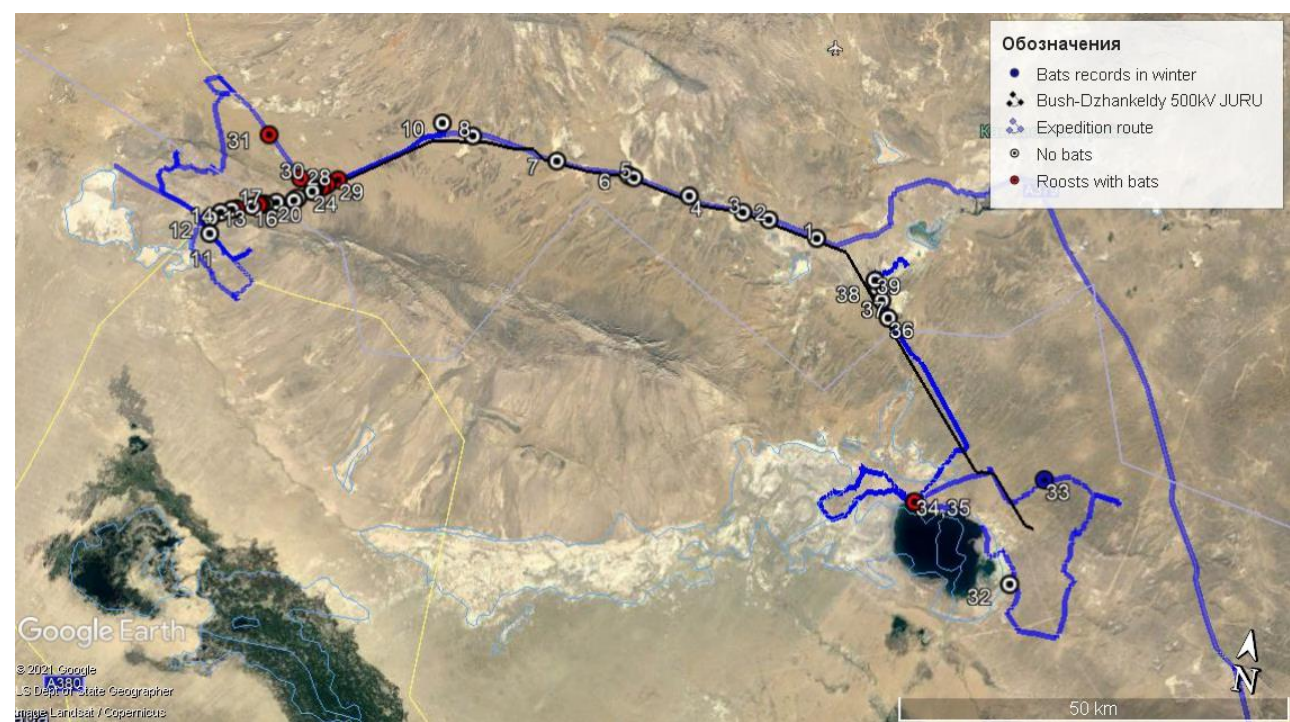 Обозначения
Bats records in winter
Bush-Dzhankeldy 500kV JURU
Expedition route
No bats
Roosts with bats
10
8
31
7
5
6
30
28
29
17
24
4
3
2
1
14
20
13
16
12
11
39
38
37
36
33
34,35
32
Google Earth
© 2021 Google
US Dept of State Geographer
Image Landsat / Copernicus
A380
50 km
N